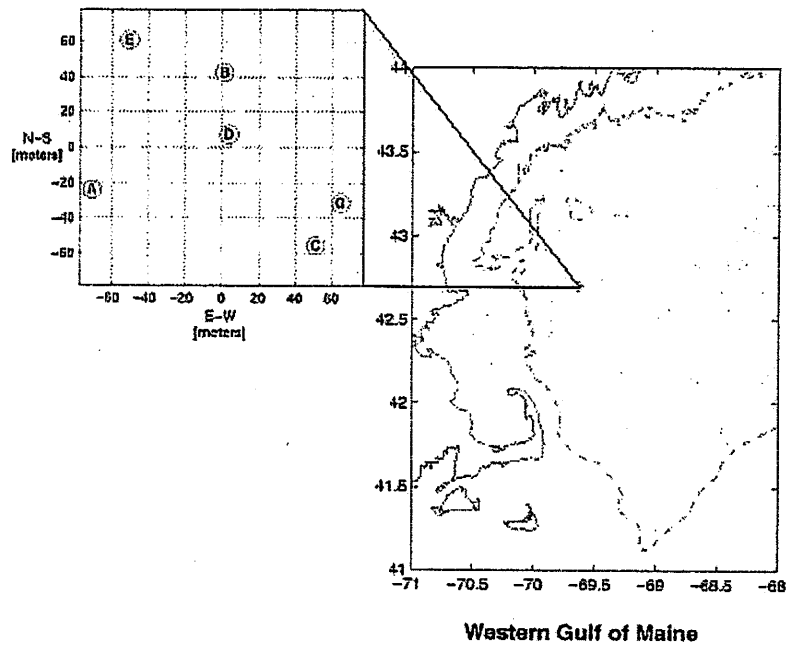 60
40
20
0
-20
-40
-60
N-S
[meters]
E
B
D
A
G
C
-60 -40 -20 0 20 40 60
E-W
[meters]
44
43.5
43
42.5
42
41.5
41
-71 -70.5 -70 -69.5 -69 -68.5 -68
Western Gulf of Maine